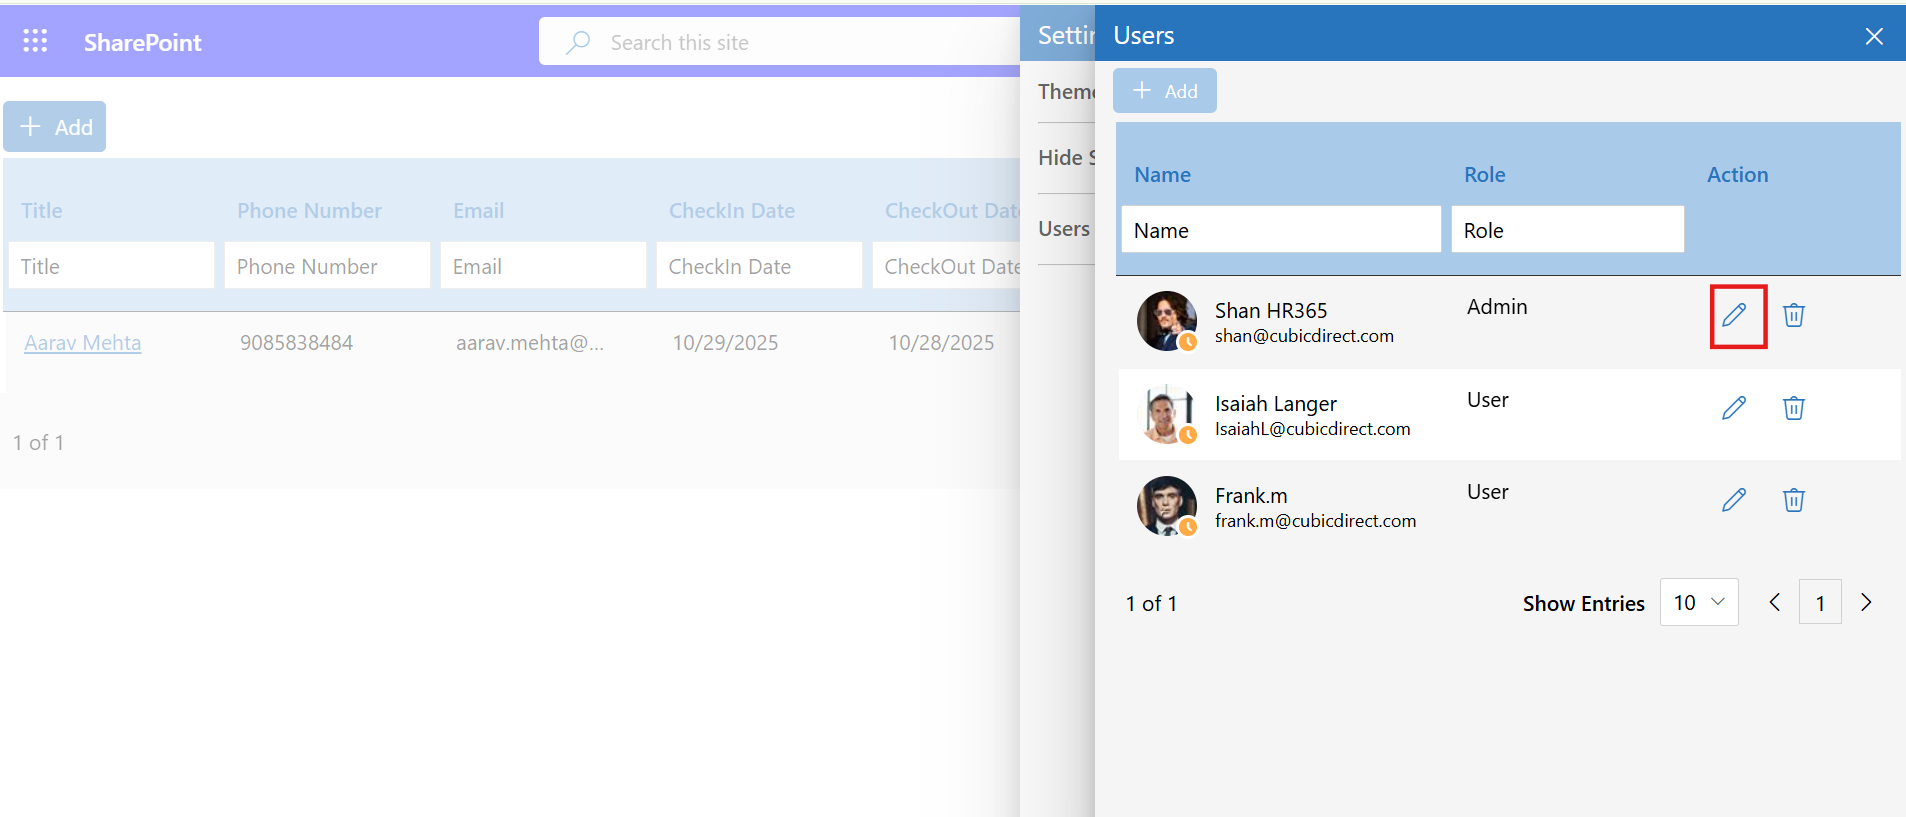 SharePoint
Search this site
Add
Title Phone Number Email CheckIn Date CheckOut Date
Title Phone Number Email CheckIn Date CheckOut Date
Aarav Mehta 9085838484 aarav.mehta@... 10/29/2025 10/28/2025
1 of 1
Settin
Theme
Hide S
Users
Users
Add
Name Role Action
Name Role
Shan HR365 Admin
shan@cubicdirect.com
Isaiah Langer User
IsaiahL@cubicdirect.com
Frank.m User
frank.m@cubicdirect.com
1 of 1 Show Entries 10 1